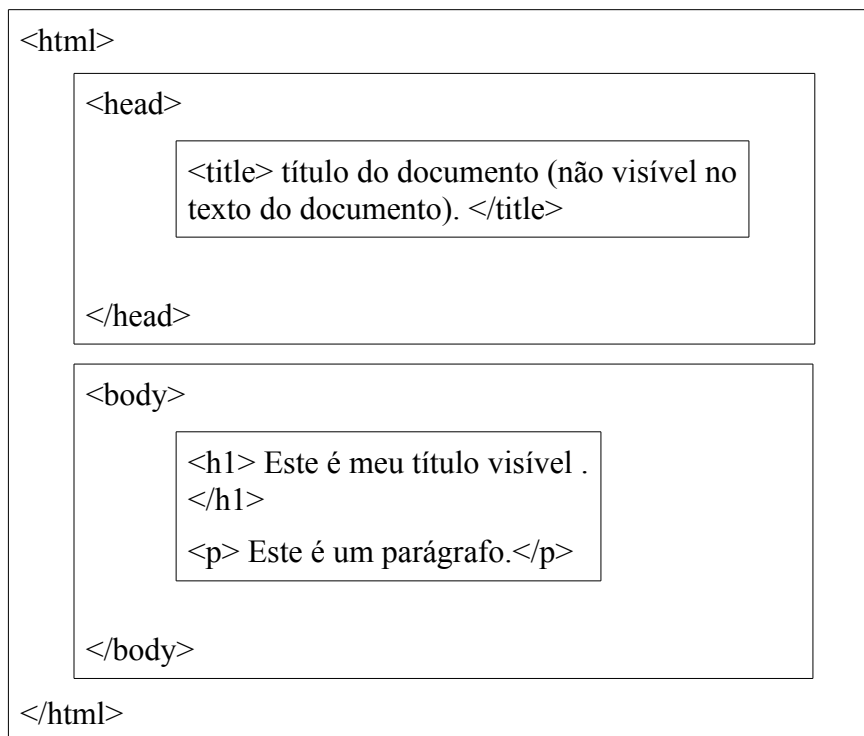 <html>
<head>
<title> título do documento (não visível no
texto do documento). </title>
</head>
<body>
<h1> Este é meu título visível .
</h1>
<p> Este é um parágrafo.</p>
</body>
</html>